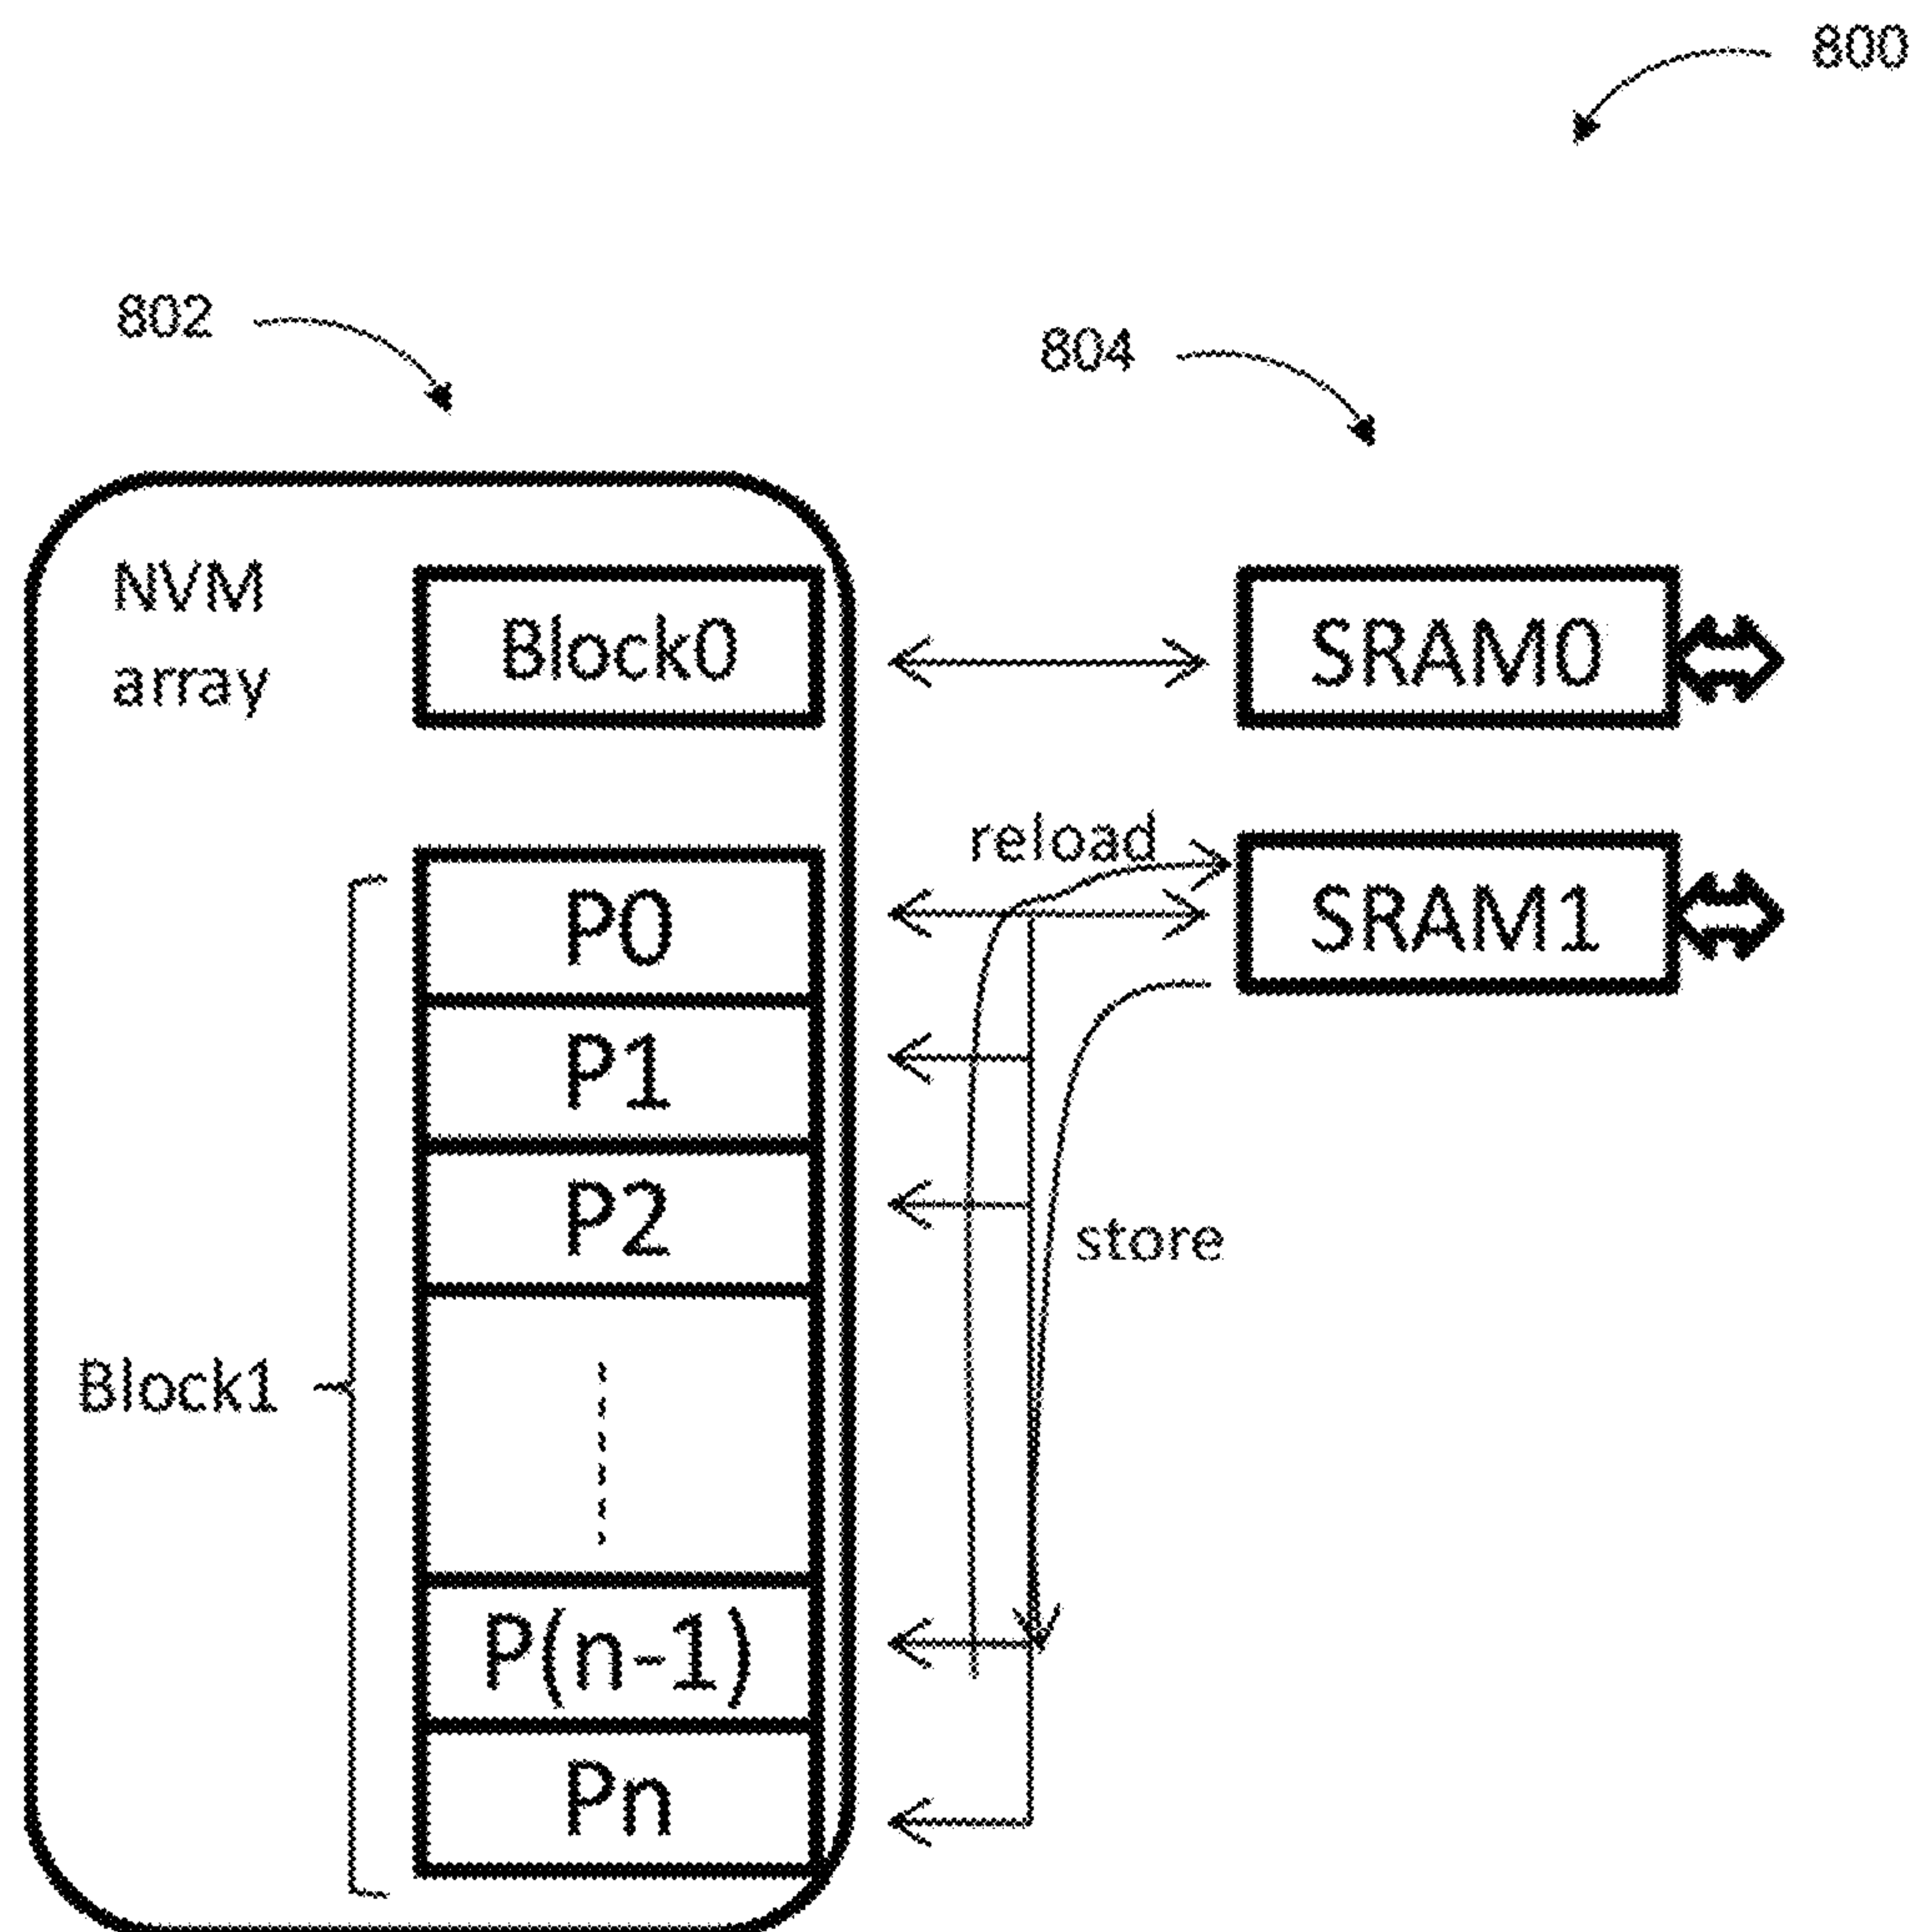 800
802
804
NVM
array
Block0
SRAM0
reload
P0
SRAM1
P1
P2
store
Block1
P(n-1)
Pn